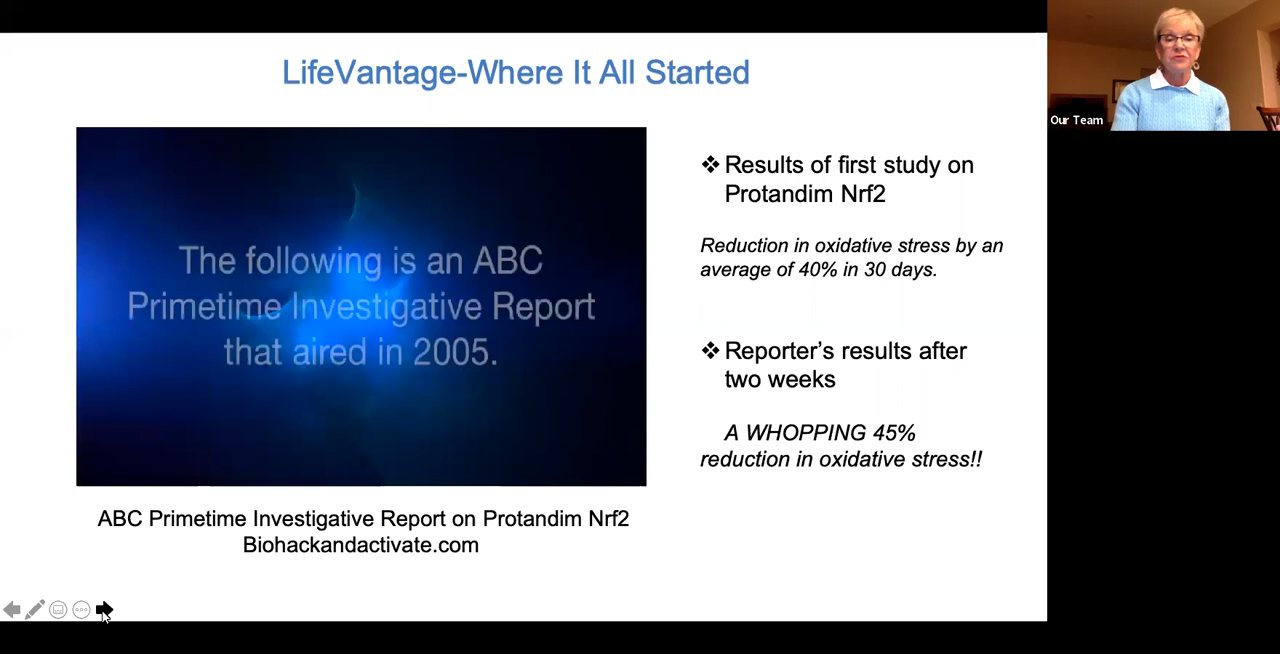 LifeVantage-Where It All Started
The following is an ABC
Primetime Investigative Report
that aired in 2005.
ABC Primetime Investigative Report on Protandim Nrf2
Biohackandactivate.com
❖ Results of first study on
Protandim Nrf2
Reduction in oxidative stress by an
average of 40% in 30 days.
❖ Reporter’s results after
two weeks
A WHOPPING 45%
reduction in oxidative stress!!
Our Team